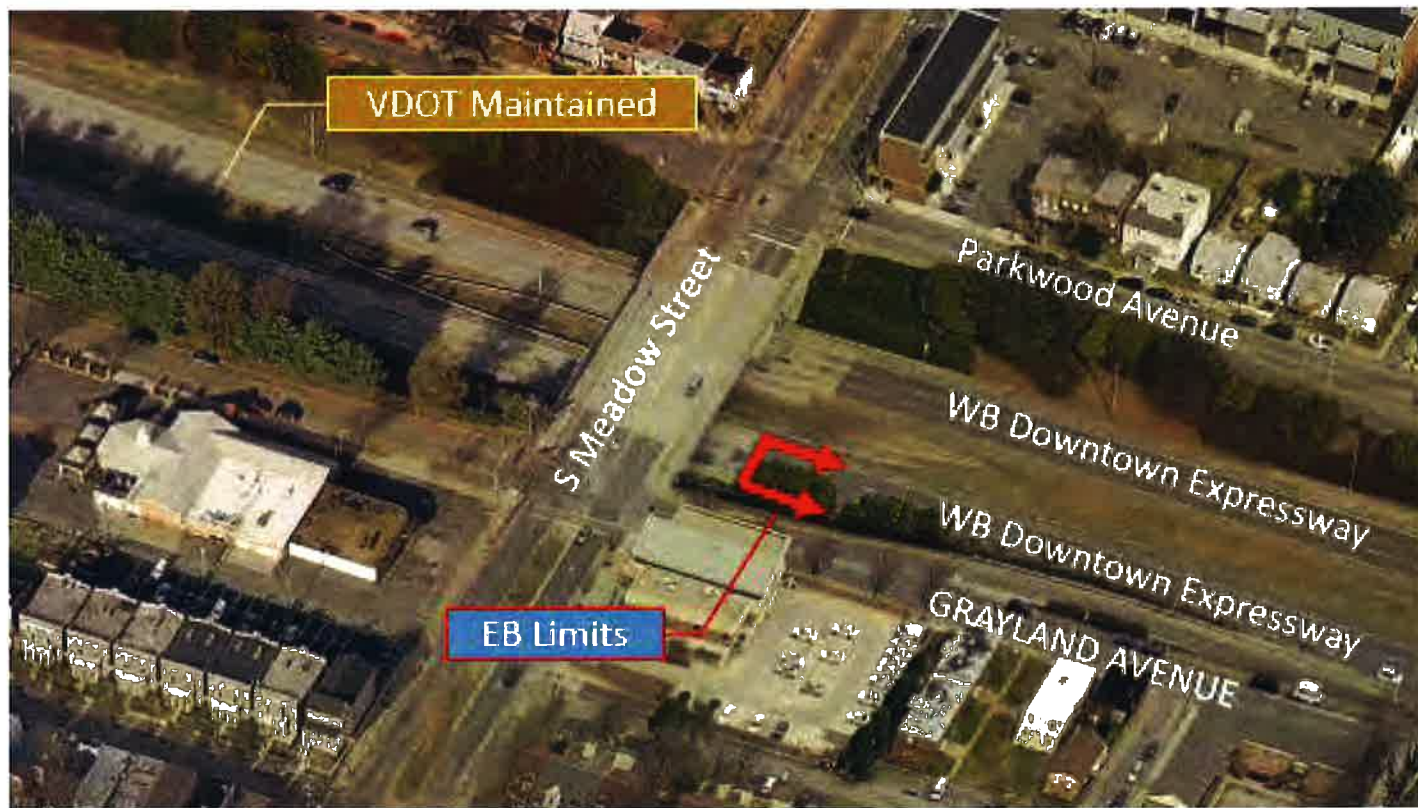 VDOT Maintained
Parkwood Avenue
S Meadow Street
WB Downtown Expressway
WB Downtown Expressway
EB Limits
GRAYLAND AVENUE